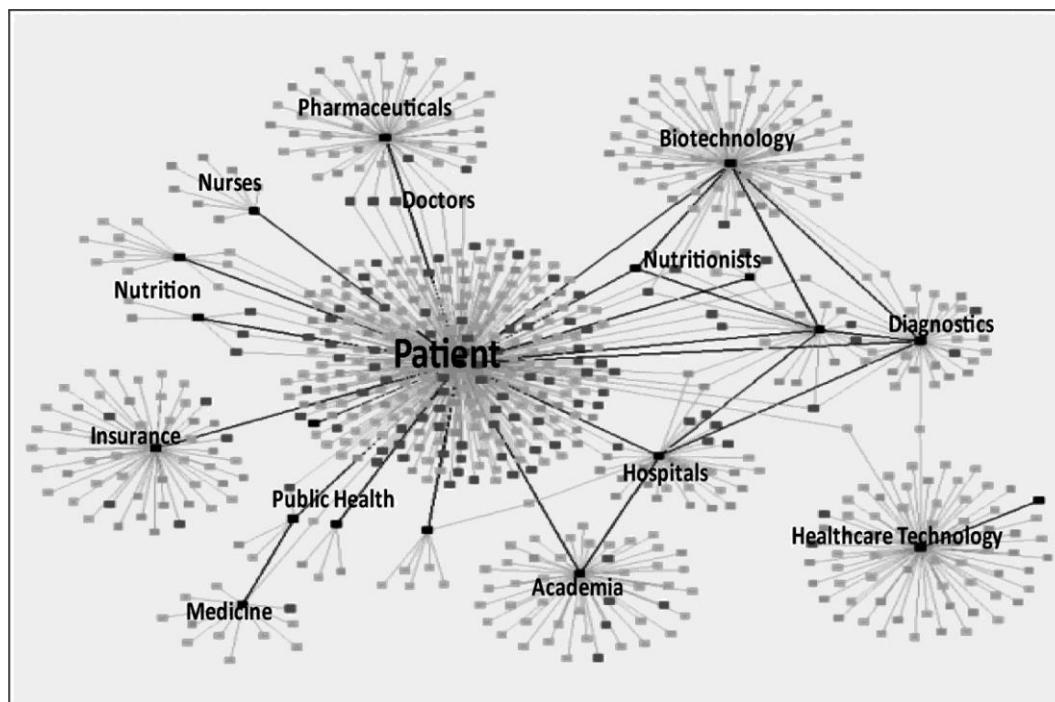 Pharmaceuticals
Biotechnology
Nurses
Doctors
Nutritionists
Nutrition
Diagnostics
Patient
Insurance
Hospitals
Public Health
Healthcare Technology
Academia
Medicine